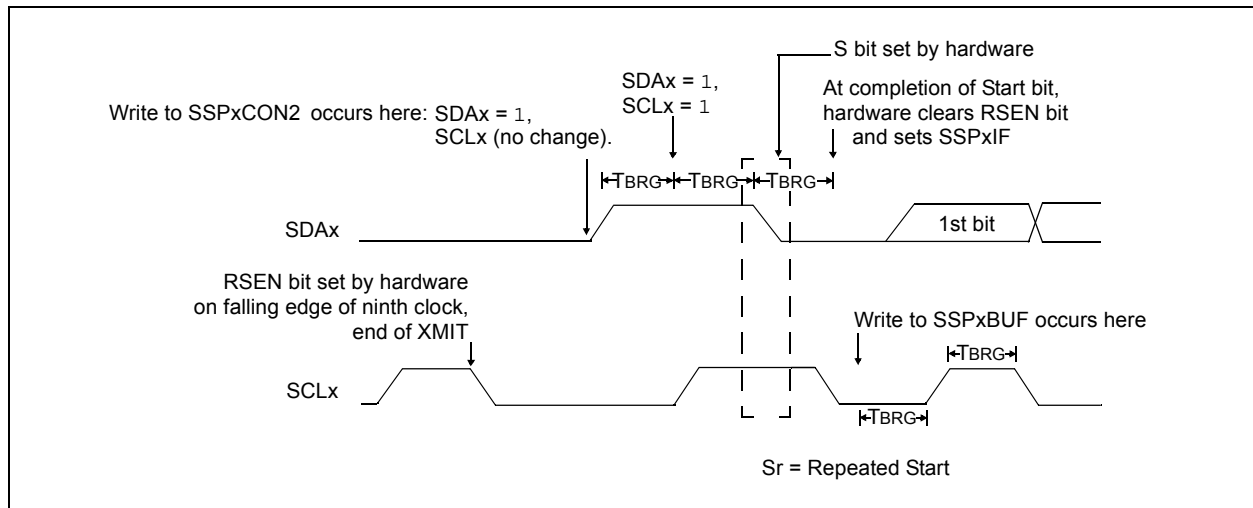 S bit set by hardware
SDAx = 1,
SCLx = 1
At completion of Start bit,
hardware clears RSEN bit
and sets SSPxIF
Write to SSPxCON2 occurs here: SDAx = 1,
SCLx (no change).
TBRG TBRG TBRG
SDAx
1st bit
RSEN bit set by hardware
on falling edge of ninth clock,
end of XMIT
Write to SSPxBUF occurs here
TBRG
SCLx
TBRG
Sr = Repeated Start